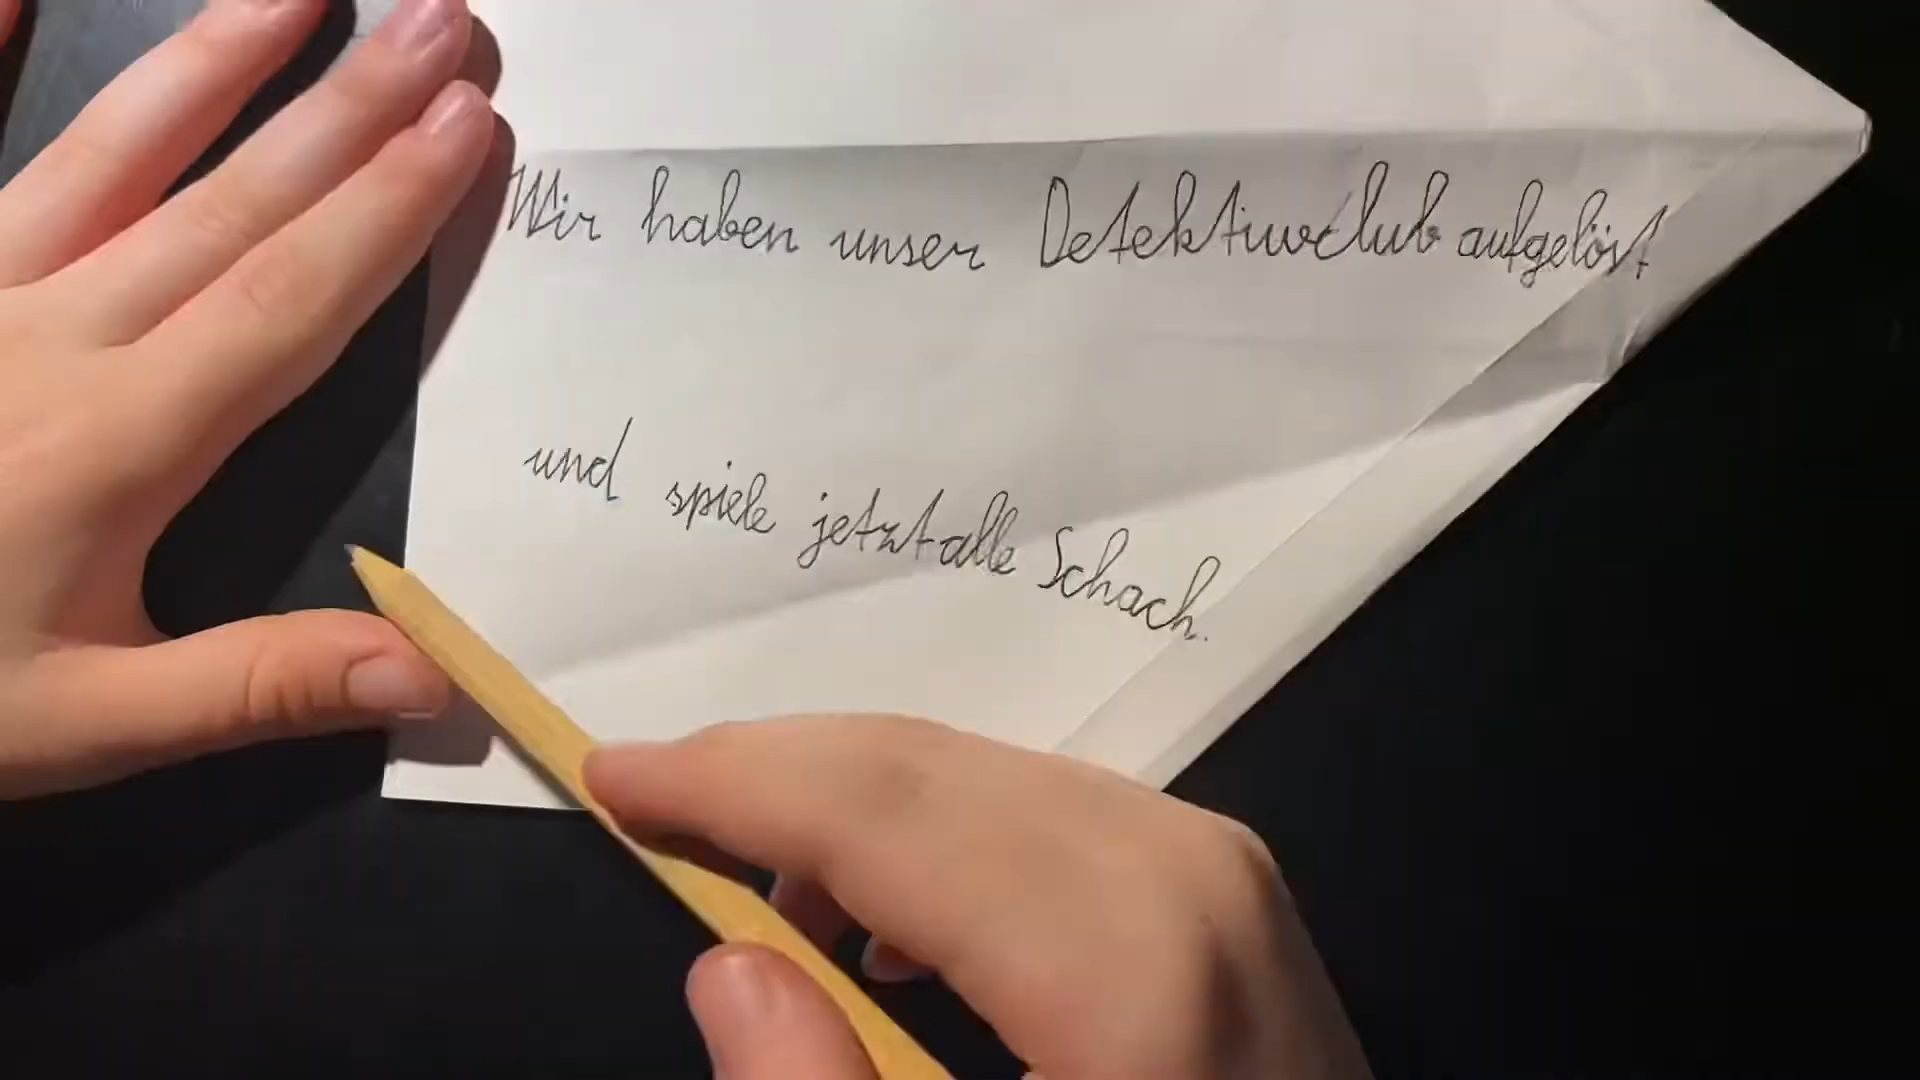 Wir haben unser Detektivclub aufgelöst
und spiele jetzt alle Schach.